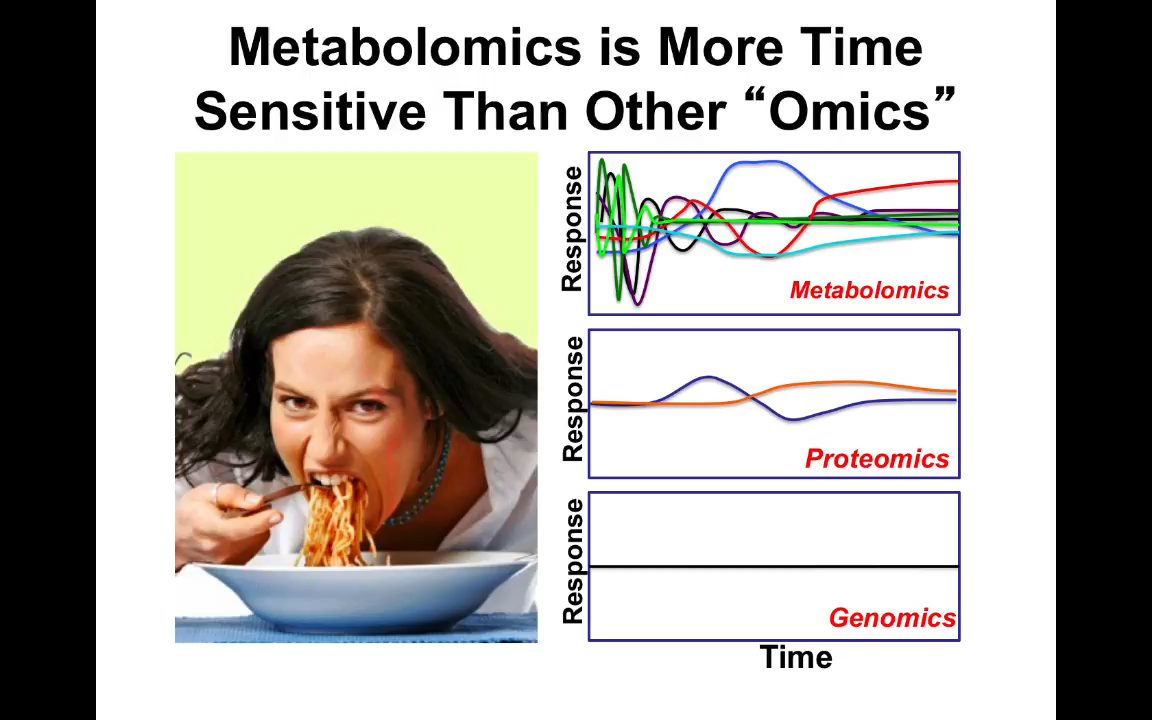 Metabolomics is More Time
Sensitive Than Other “Omics”
Response
Metabolomics
Response
Proteomics
Response
Genomics
Time